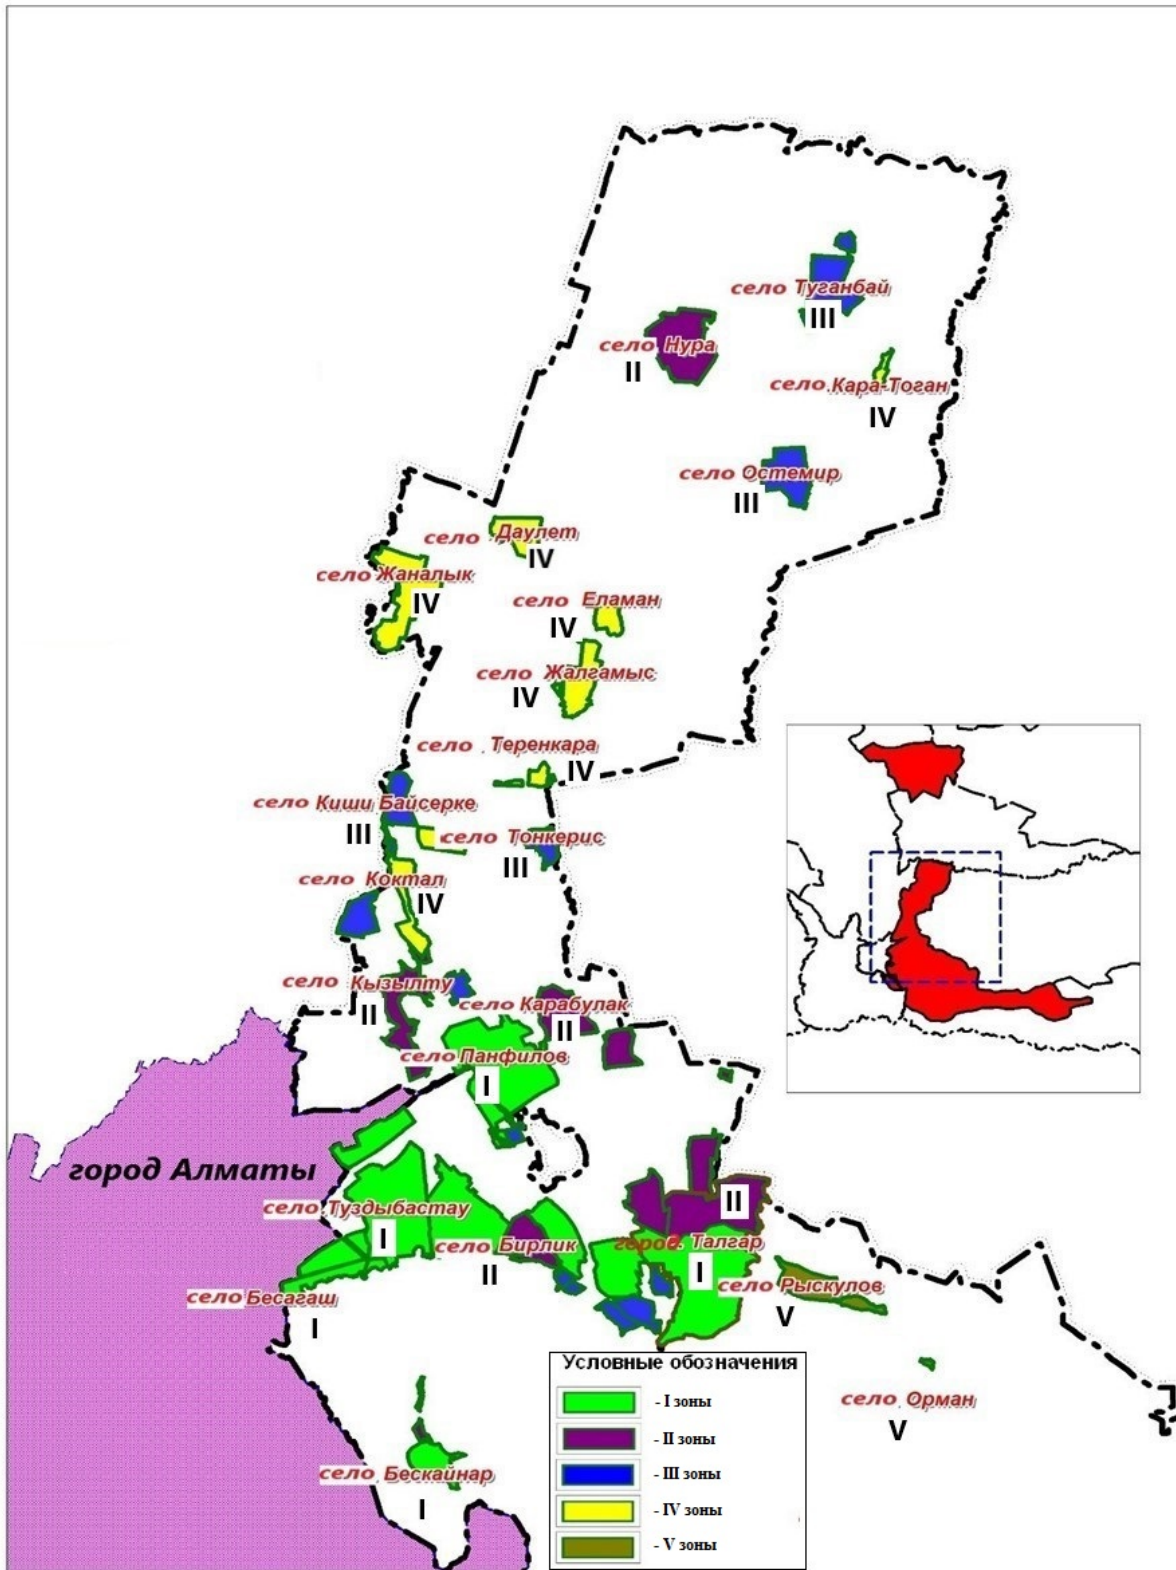 село Туганбай
III
село Нура
II
село Кара-Тоган
IV
село Остемир
III
село Даулет
IV
село Жаналык
IV
село Еламан
IV
село Жалгамыс
IV
село Теренкара
IV
село Киши Байсерке
III
село Тонкерис
III
село Коктал
IV
село Кызылту
II
село Карабулак
II
село Панфилов
I
город Алматы
II
село Туздыбастау
I
село Бирлик
II
город Талгар
I
село Рыскулов
V
село Бесагаш
I
Условные обозначения
- I зоны
- II зоны
- III зоны
- IV зоны
- V зоны
село Орман
V
село Бескайнар
I